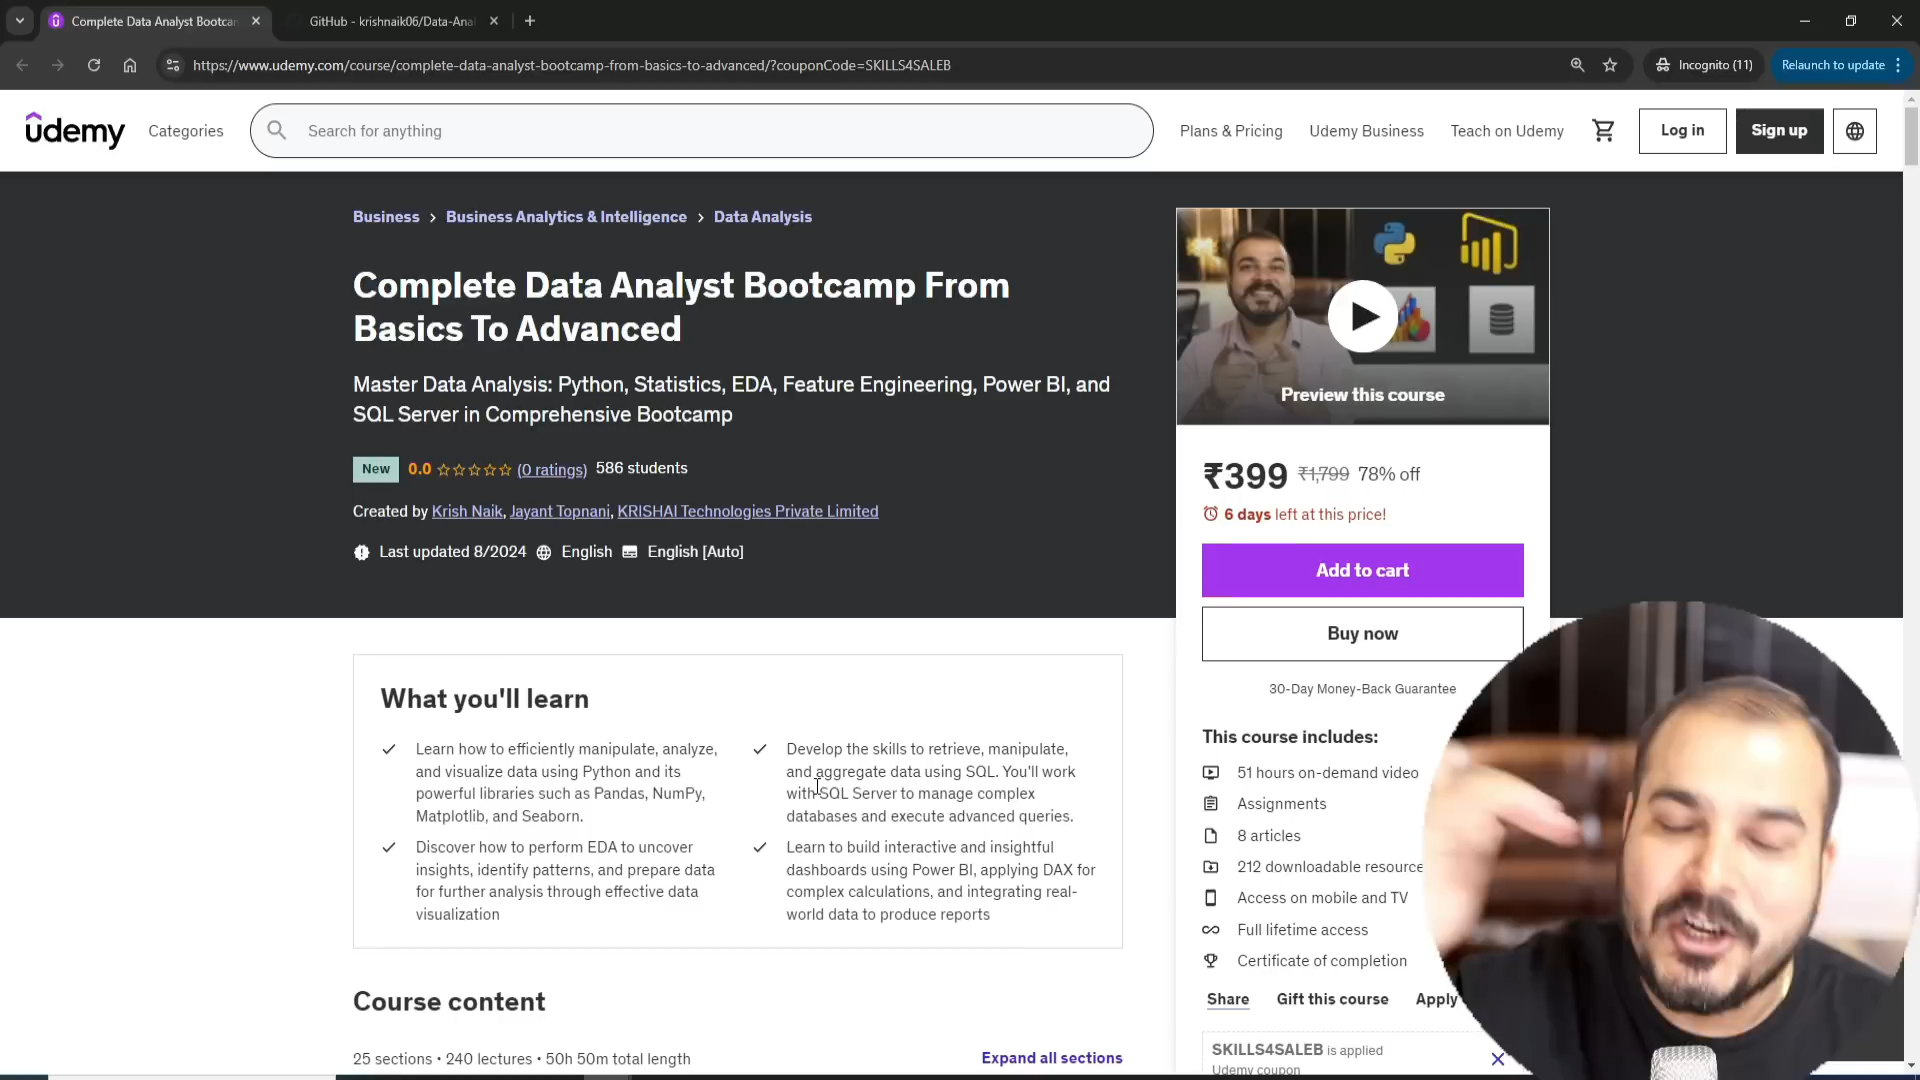 Complete Data Analyst Bootca
GitHub - krishnaik06/Data-Ana
https://www.udemy.com/course/complete-data-analyst-bootcamp-from-basics-to-advanced/?couponCode=SKILLS4SALEB
Incognito (11)
Relaunch to update
udemy
Categories
Search for anything
Plans & Pricing
Udemy Business
Teach on Udemy
Log in
Sign up
Business > Business Analytics & Intelligence > Data Analysis
Complete Data Analyst Bootcamp From
Basics To Advanced
Master Data Analysis: Python, Statistics, EDA, Feature Engineering, Power BI, and
SQL Server in Comprehensive Bootcamp
New 0.0 (0 ratings) 586 students
Created by Krish Naik, Jayant Topnani, KRISHAI Technologies Private Limited
Last updated 8/2024 English English [Auto]
Preview this course
₹399 ₹1,799 78% off
6 days left at this price!
Add to cart
Buy now
30-Day Money-Back Guarantee
This course includes:
51 hours on-demand video
Assignments
8 articles
212 downloadable resource
Access on mobile and TV
Full lifetime access
Certificate of completion
Share Gift this course Apply
SKILLS4SALEB is applied
Udemy coupon
What you'll learn
Learn how to efficiently manipulate, analyze,
and visualize data using Python and its
powerful libraries such as Pandas, NumPy,
Matplotlib, and Seaborn.
Develop the skills to retrieve, manipulate,
and aggregate data using SQL. You'll work
with SQL Server to manage complex
databases and execute advanced queries.
Discover how to perform EDA to uncover
insights, identify patterns, and prepare data
for further analysis through effective data
visualization
Learn to build interactive and insightful
dashboards using Power BI, applying DAX for
complex calculations, and integrating real-
world data to produce reports
Course content
25 sections • 240 lectures • 50h 50m total length
Expand all sections